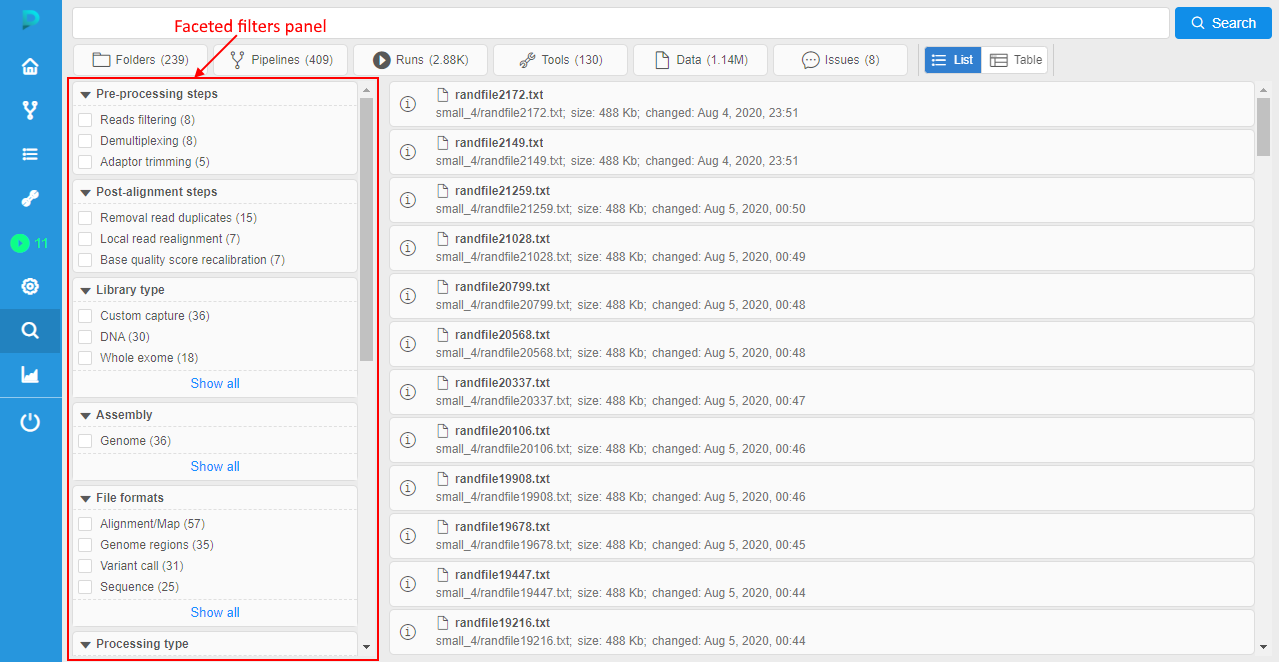 Faceted filters panel
Search
Folders (239)
Pipelines (409)
Runs (2.88K)
Tools (130)
Data (1.14M)
Issues (8)
List
Table
11
Pre-processing steps
Reads filtering (8)
Demultiplexing (8)
Adaptor trimming (5)
Post-alignment steps
Removal read duplicates (15)
Local read realignment (7)
Base quality score recalibration (7)
Library type
Custom capture (36)
DNA (30)
Whole exome (18)
Show all
Assembly
Genome (36)
Show all
File formats
Alignment/Map (57)
Genome regions (35)
Variant call (31)
Sequence (25)
Show all
Processing type
randfile2172.txt
small_4/randfile2172.txt; size: 488 Kb; changed: Aug 4, 2020, 23:51
randfile2149.txt
small_4/randfile2149.txt; size: 488 Kb; changed: Aug 4, 2020, 23:51
randfile21259.txt
small_4/randfile21259.txt; size: 488 Kb; changed: Aug 5, 2020, 00:50
randfile21028.txt
small_4/randfile21028.txt; size: 488 Kb; changed: Aug 5, 2020, 00:49
randfile20799.txt
small_4/randfile20799.txt; size: 488 Kb; changed: Aug 5, 2020, 00:48
randfile20568.txt
small_4/randfile20568.txt; size: 488 Kb; changed: Aug 5, 2020, 00:48
randfile20337.txt
small_4/randfile20337.txt; size: 488 Kb; changed: Aug 5, 2020, 00:47
randfile20106.txt
small_4/randfile20106.txt; size: 488 Kb; changed: Aug 5, 2020, 00:46
randfile19908.txt
small_4/randfile19908.txt; size: 488 Kb; changed: Aug 5, 2020, 00:46
randfile19678.txt
small_4/randfile19678.txt; size: 488 Kb; changed: Aug 5, 2020, 00:45
randfile19447.txt
small_4/randfile19447.txt; size: 488 Kb; changed: Aug 5, 2020, 00:44
randfile19216.txt
small_4/randfile19216.txt; size: 488 Kb; changed: Aug 5, 2020, 00:44